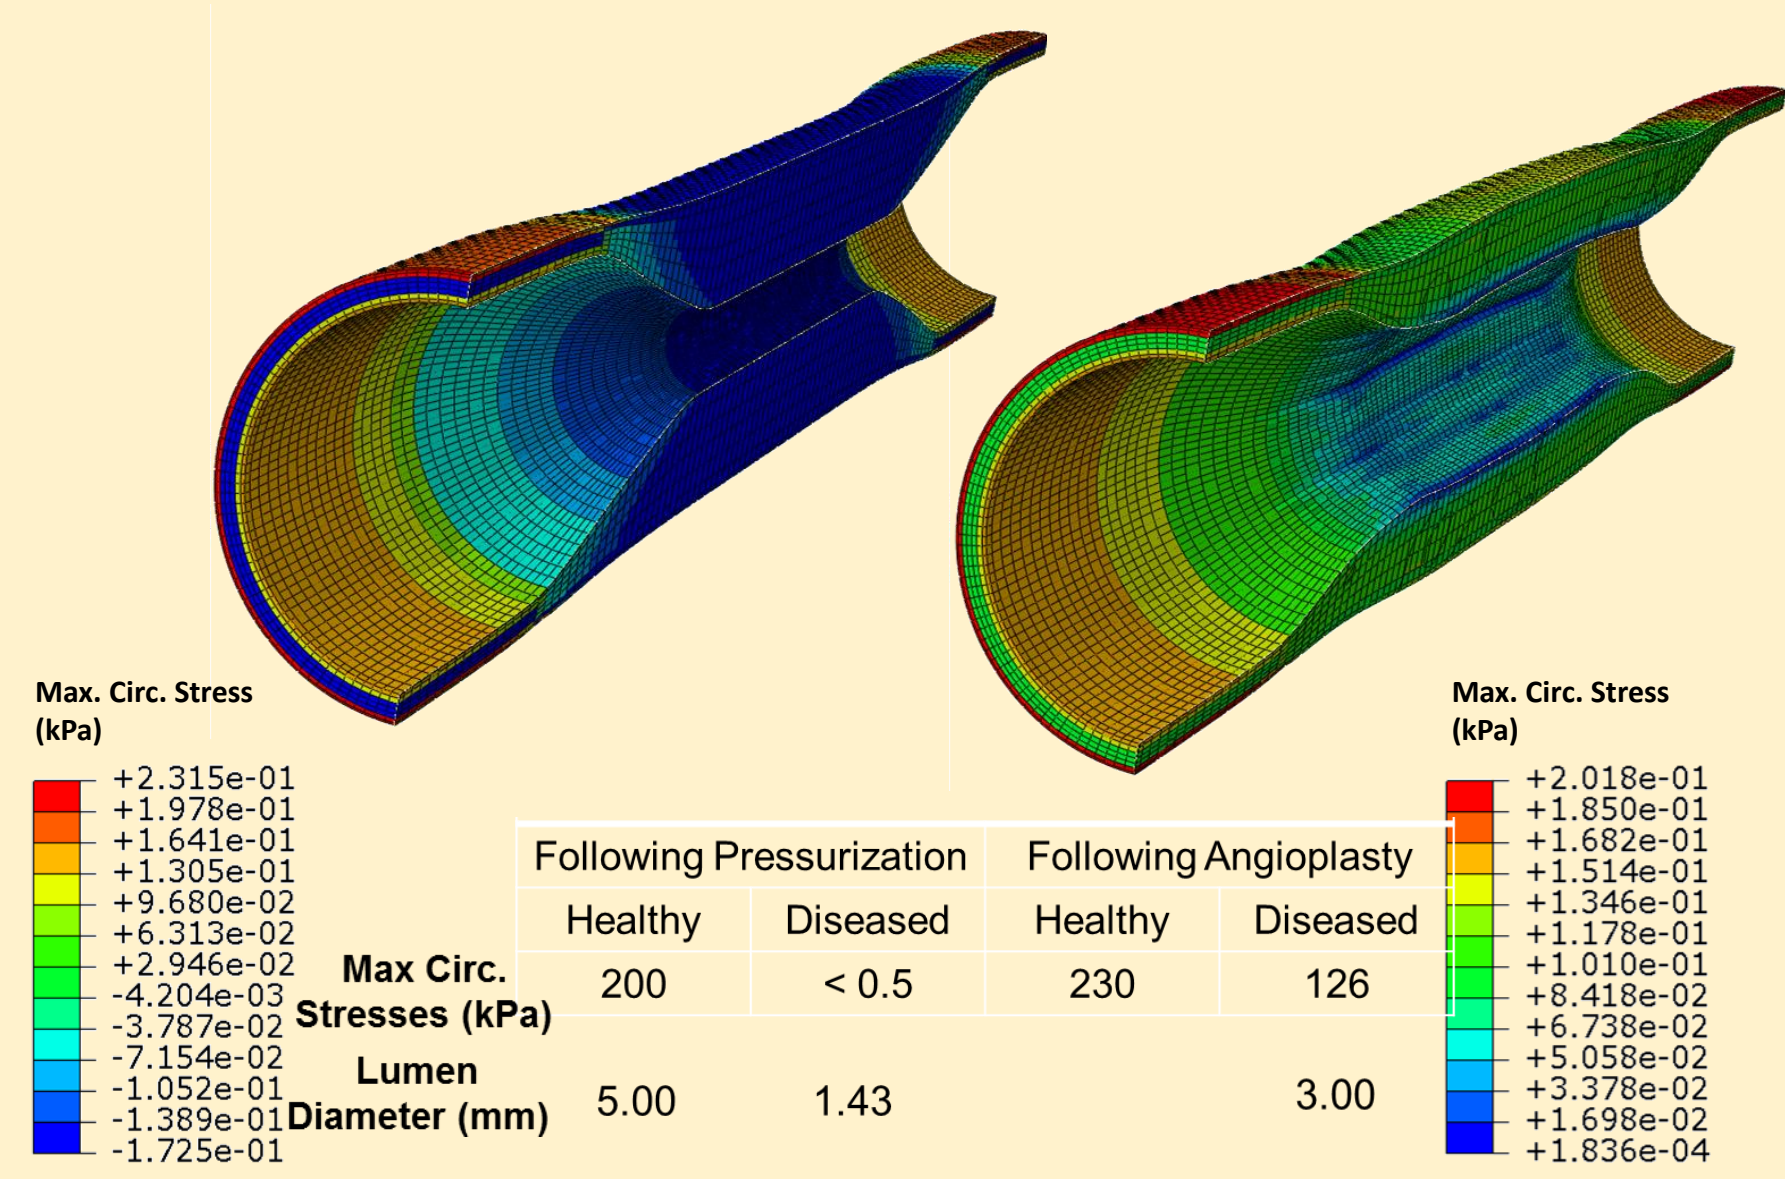 Max. Circ. Stress
(kPa)
+2.315e-01
+1.978e-01
+1.641e-01
+1.305e-01
+9.680e-02
+6.313e-02
+2.946e-02
-4.204e-03
-3.787e-02
-7.154e-02
-1.052e-01
-1.389e-01
-1.725e-01
Following Pressurization Following Angioplasty
Healthy Diseased Healthy Diseased
Max Circ.
Stresses (kPa) 200 < 0.5 230 126
Lumen
Diameter (mm) 5.00 1.43 3.00
Max. Circ. Stress
(kPa)
+2.018e-01
+1.850e-01
+1.682e-01
+1.514e-01
+1.346e-01
+1.178e-01
+1.010e-01
+8.418e-02
+6.738e-02
+5.058e-02
+3.378e-02
+1.698e-02
+1.836e-04